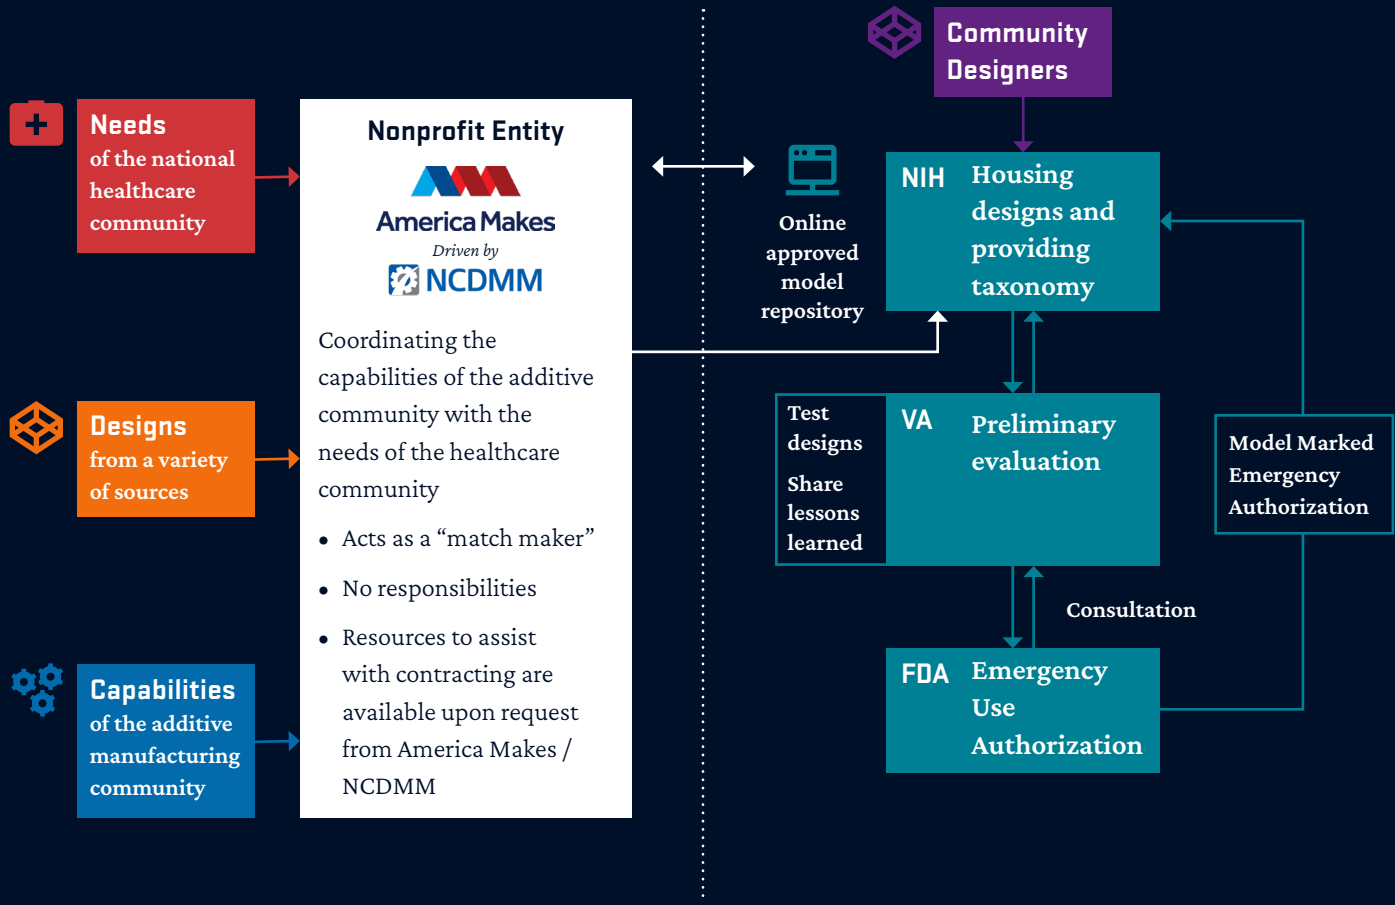 Needs
of the national
healthcare
community
Designs
from a variety
of sources
Capabilities
of the additive
manufacturing
community
Nonprofit Entity
America Makes
Driven by
NCDMM
Coordinating the
capabilities of the additive
community with the
needs of the healthcare
community
• Acts as a “match maker”
• No responsibilities
• Resources to assist
with contracting are
available upon request
from America Makes /
NCDMM
Online
approved
model
repository
Community
Designers
NIH Housing
designs and
providing
taxonomy
Test
designs
Share
lessons
learned
VA Preliminary
evaluation
Consultation
FDA Emergency
Use
Authorization
Model Marked
Emergency
Authorization